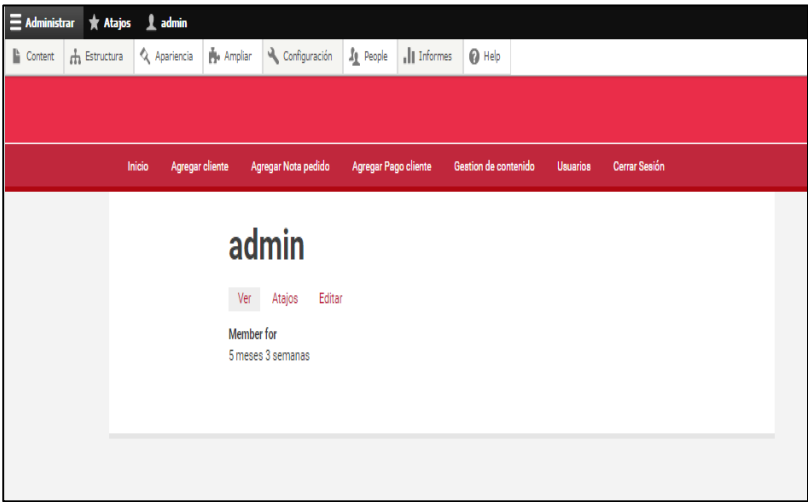 Administrar Atajos admin
Content Estructura Apariencia Ampliar Configuración People Informes Help
Inicio Agregar cliente Agregar Nota pedido Agregar Pago cliente Gestion de contenido Usuarios Cerrar Sesión
admin
Ver Atajos Editar
Member for
5 meses 3 semanas